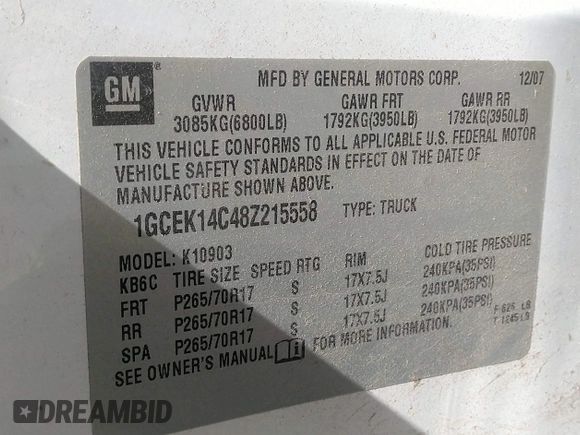 GM
MFD BY GENERAL MOTORS CORP. 12/07
GVWR GAWR FRT GAWR RR
3085KG(6800LB) 1792KG(3950LB) 1792KG(3950LB)
THIS VEHICLE CONFORMS TO ALL APPLICABLE U.S. FEDERAL MOTOR
VEHICLE SAFETY STANDARDS IN EFFECT ON THE DATE OF
MANUFACTURE SHOWN ABOVE.
1GCEK14C48Z215558 TYPE: TRUCK
MODEL: K10903
KB6C TIRE SIZE SPEED RTG RIM COLD TIRE PRESSURE
FRT P265/70R17 S 17X7.5J 240KPA(35PSI)
RR P265/70R17 S 17X7.5J 240KPA(35PSI)
SPA P265/70R17 S 17X7.5J 240KPA(35PSI)
SEE OWNER'S MANUAL FOR MORE INFORMATION.
F-626 LB
T 1245LB
DREAMBID